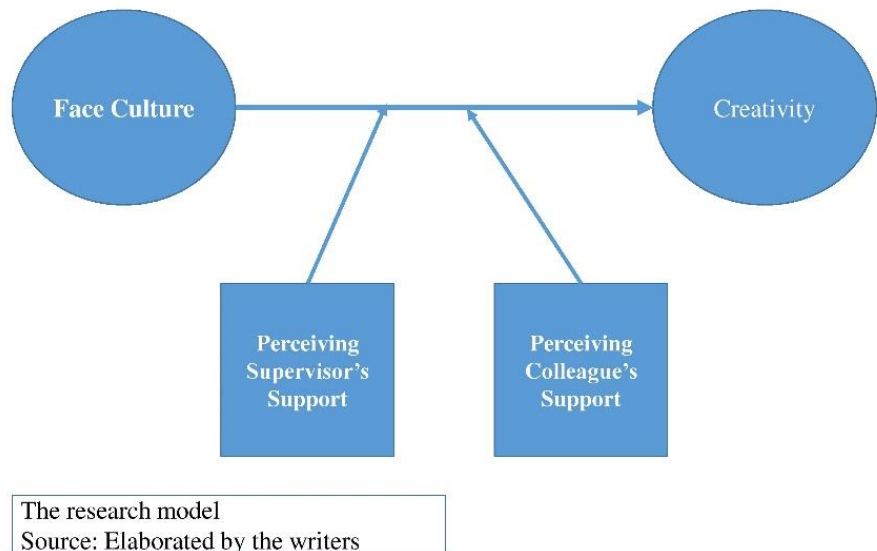 Face Culture
Creativity
Perceiving
Supervisor's
Support
Perceiving
Colleague's
Support
The research model
Source: Elaborated by the writers